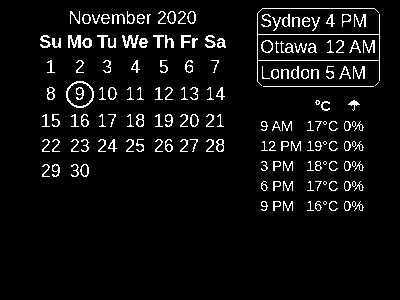 November 2020
Su Mo Tu We Th Fr Sa
1 2 3 4 5 6 7
8 9 10 11 12 13 14
15 16 17 18 19 20 21
22 23 24 25 26 27 28
29 30
Sydney 4 PM
Ottawa 12 AM
London 5 AM
°C ☂
9 AM 17°C 0%
12 PM 19°C 0%
3 PM 18°C 0%
6 PM 17°C 0%
9 PM 16°C 0%